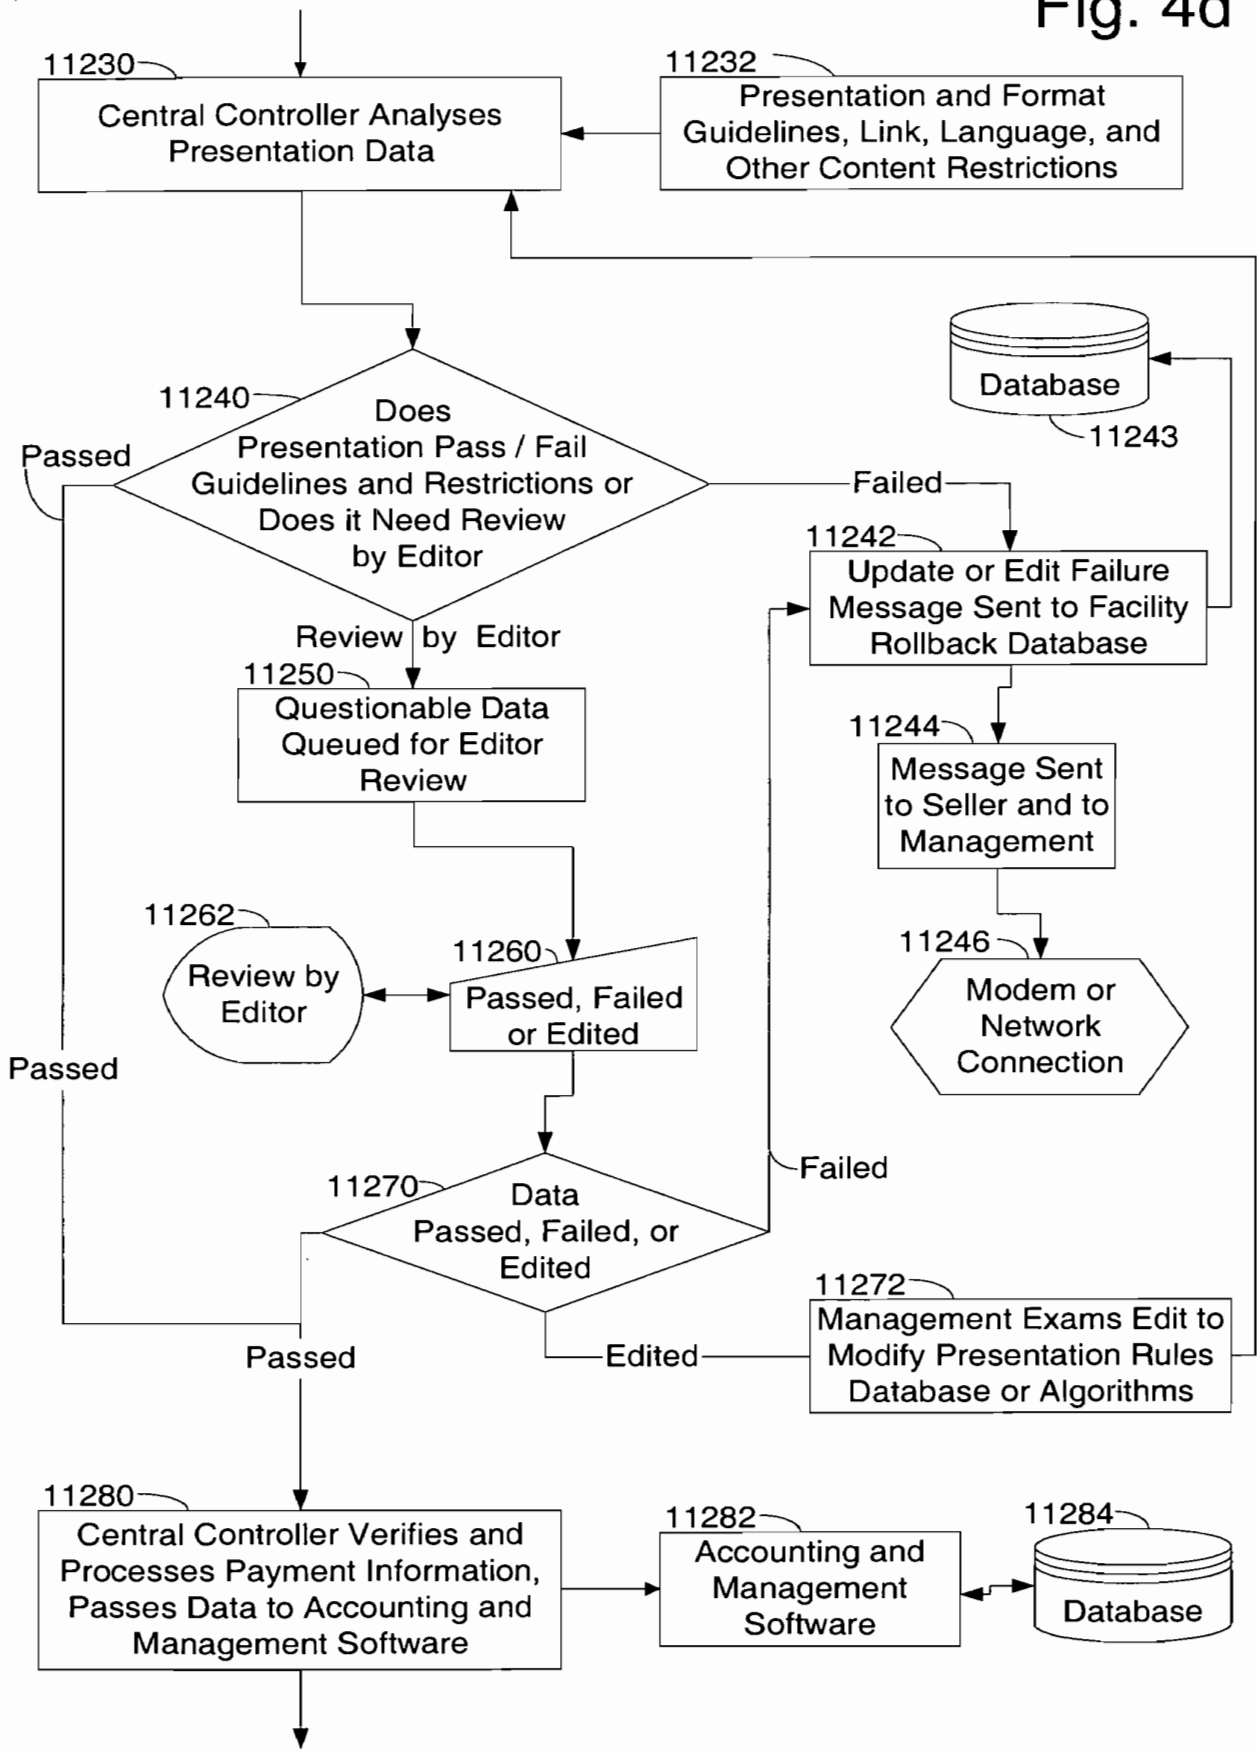 Fig. 4d
11230
Central Controller Analyses
Presentation Data
11232
Presentation and Format
Guidelines, Link, Language, and
Other Content Restrictions
Database
11243
11240
Does
Presentation Pass / Fail
Guidelines and Restrictions or
Does it Need Review
by Editor
Passed
Failed
11242
Update or Edit Failure
Message Sent to Facility
Rollback Database
Review by Editor
11250
Questionable Data
Queued for Editor
Review
11244
Message Sent
to Seller and to
Management
11262
Review by
Editor
11260
Passed, Failed
or Edited
11246
Modem or
Network
Connection
Passed
Failed
11270
Data
Passed, Failed, or
Edited
11272
Management Exams Edit to
Modify Presentation Rules
Database or Algorithms
Passed
Edited
11280
Central Controller Verifies and
Processes Payment Information,
Passes Data to Accounting and
Management Software
11282
Accounting and
Management
Software
11284
Database